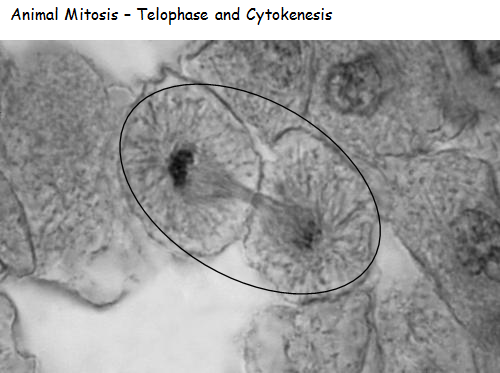 Animal Mitosis – Telophase and Cytokenesis